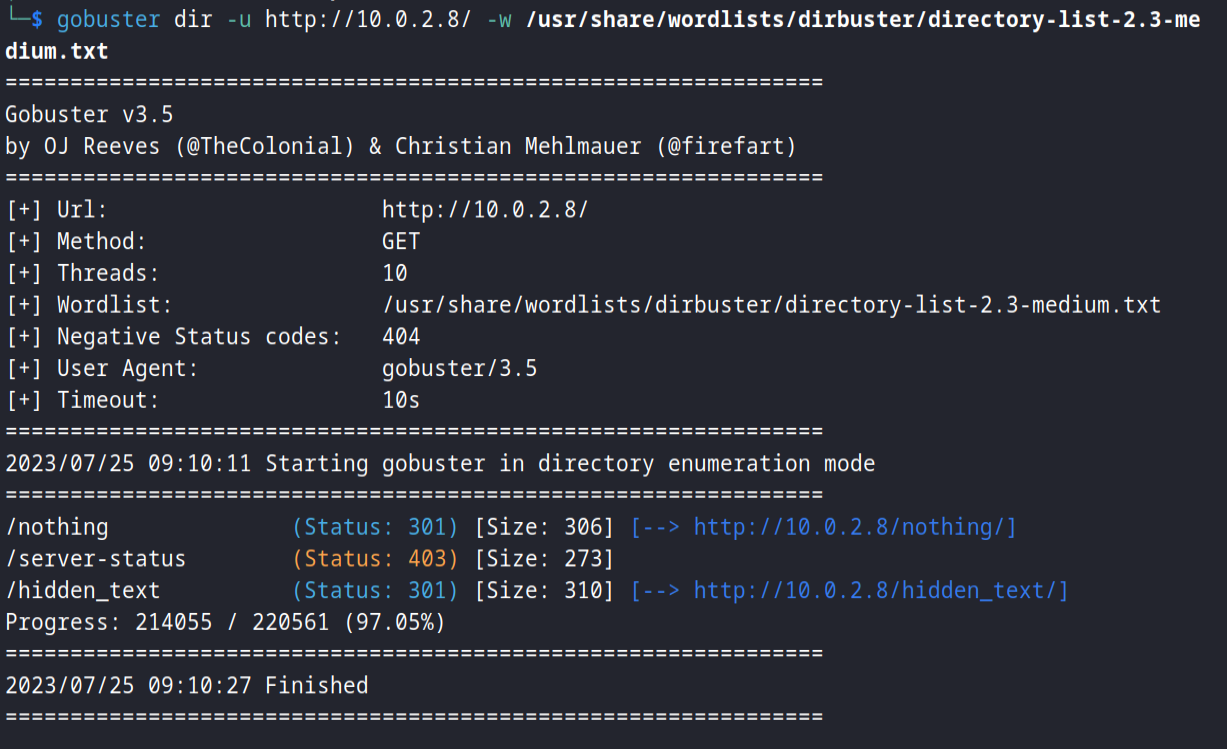 └─$ gobuster dir -u http://10.0.2.8/ -w /usr/share/wordlists/dirbuster/directory-list-2.3-me
dium.txt
===============================================================
Gobuster v3.5
by OJ Reeves (@TheColonial) & Christian Mehlmauer (@firefart)
===============================================================
[+] Url:                     http://10.0.2.8/
[+] Method:                  GET
[+] Threads:                 10
[+] Wordlist:                /usr/share/wordlists/dirbuster/directory-list-2.3-medium.txt
[+] Negative Status codes:   404
[+] User Agent:              gobuster/3.5
[+] Timeout:                 10s
===============================================================
2023/07/25 09:10:11 Starting gobuster in directory enumeration mode
===============================================================
/nothing              (Status: 301) [Size: 306] [--> http://10.0.2.8/nothing/]
/server-status        (Status: 403) [Size: 273]
/hidden_text          (Status: 301) [Size: 310] [--> http://10.0.2.8/hidden_text/]
Progress: 214055 / 220561 (97.05%)
===============================================================
2023/07/25 09:10:27 Finished
===============================================================